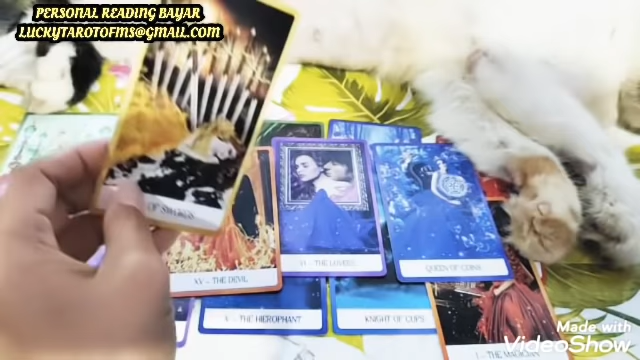 PERSONAL READING BAYAR
LUCKYTAROTOFMS@GMAIL.COM
OF SWORDS
XV - THE DEVIL
VI - THE LOVERS
QUEEN OF COINS
V - THE HIEROPHANT
KNIGHT OF CUPS
I - THE MAGICIAN
Made with
VideoShow